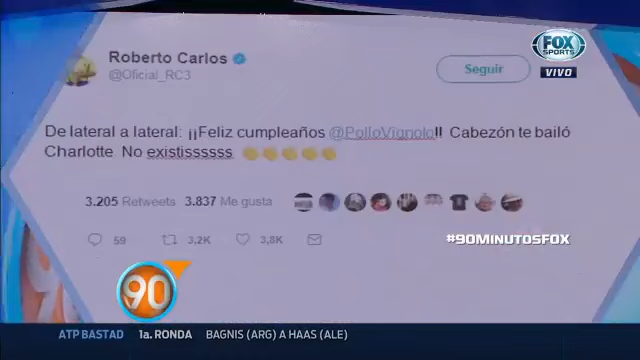 FOX
SPORTS
VIVO
Roberto Carlos
@Oficial_RC3
Seguir
De lateral a lateral: ¡¡Feliz cumpleaños @PolloVignolo!! Cabezón te bailó
Charlotte No existissssss 👏👏👏👏👏
3.205 Retweets 3.837 Me gusta
59 3,2K 3,8K
#90MINUTOSFOX
90
ATP BASTAD 1a. RONDA BAGNIS (ARG) A HAAS (ALE)